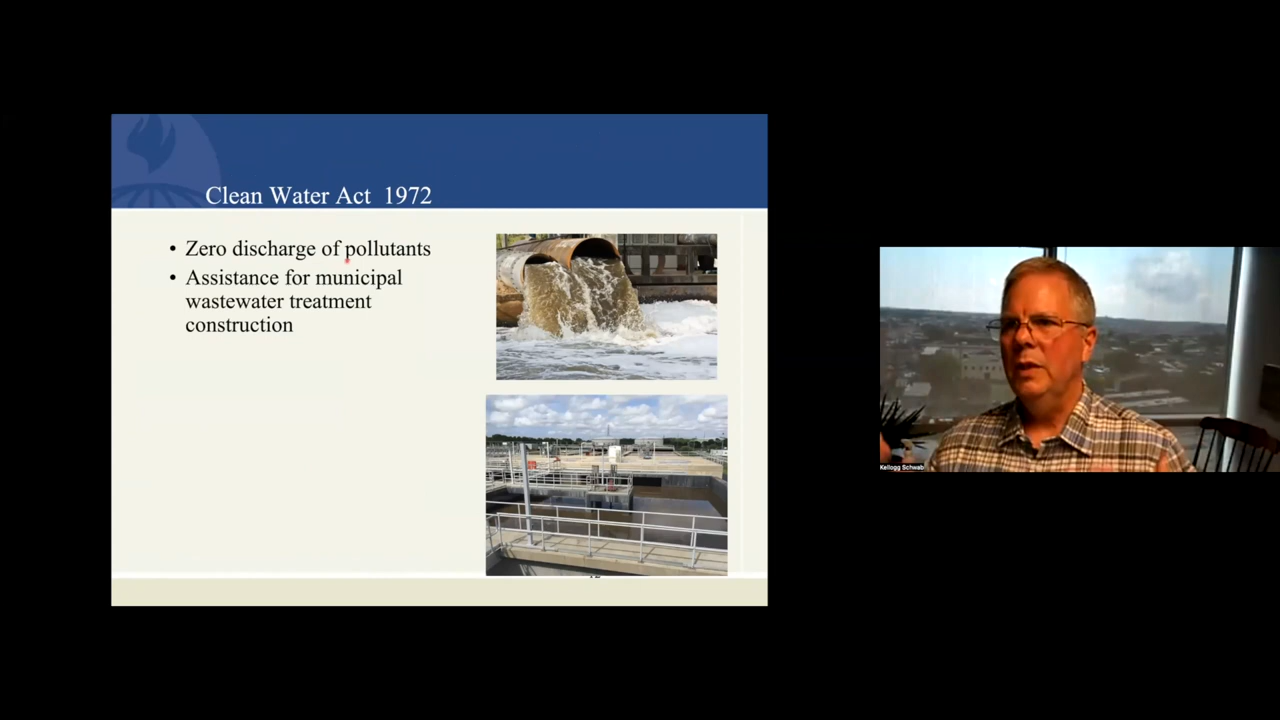 Clean Water Act 1972
• Zero discharge of pollutants
• Assistance for municipal
wastewater treatment
construction
Kellogg Schwab